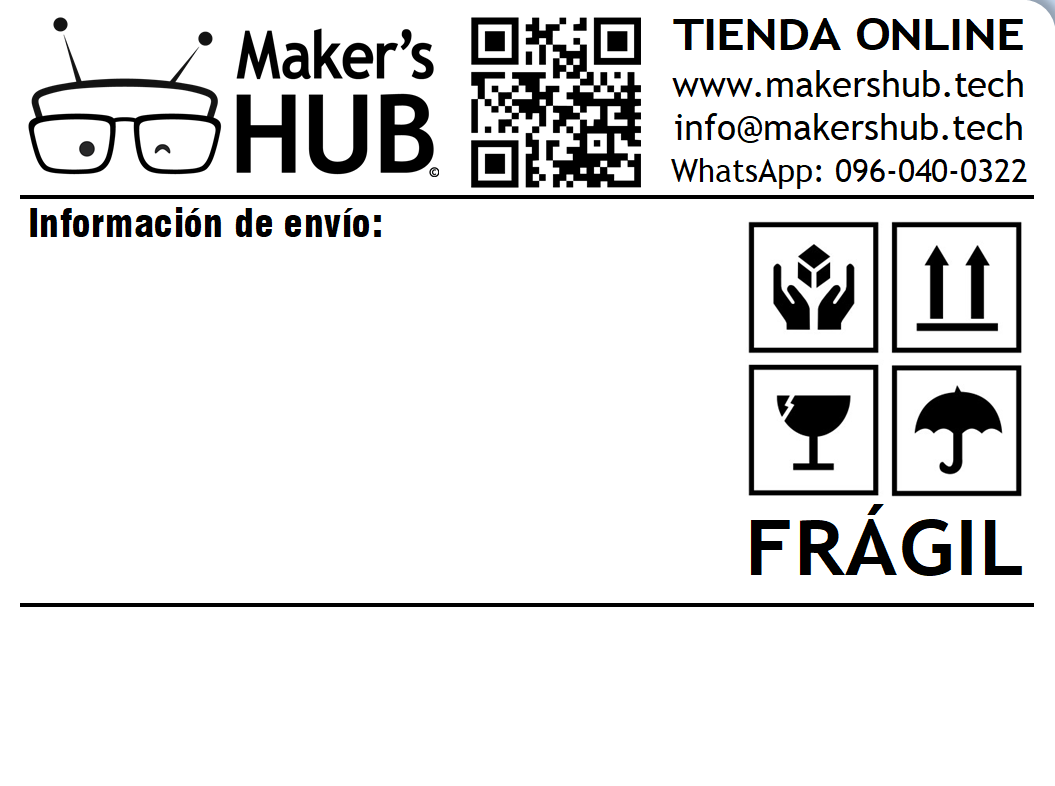 Maker's
HUB©
TIENDA ONLINE
www.makershub.tech
info@makershub.tech
WhatsApp: 096-040-0322
Información de envío:
FRÁGIL